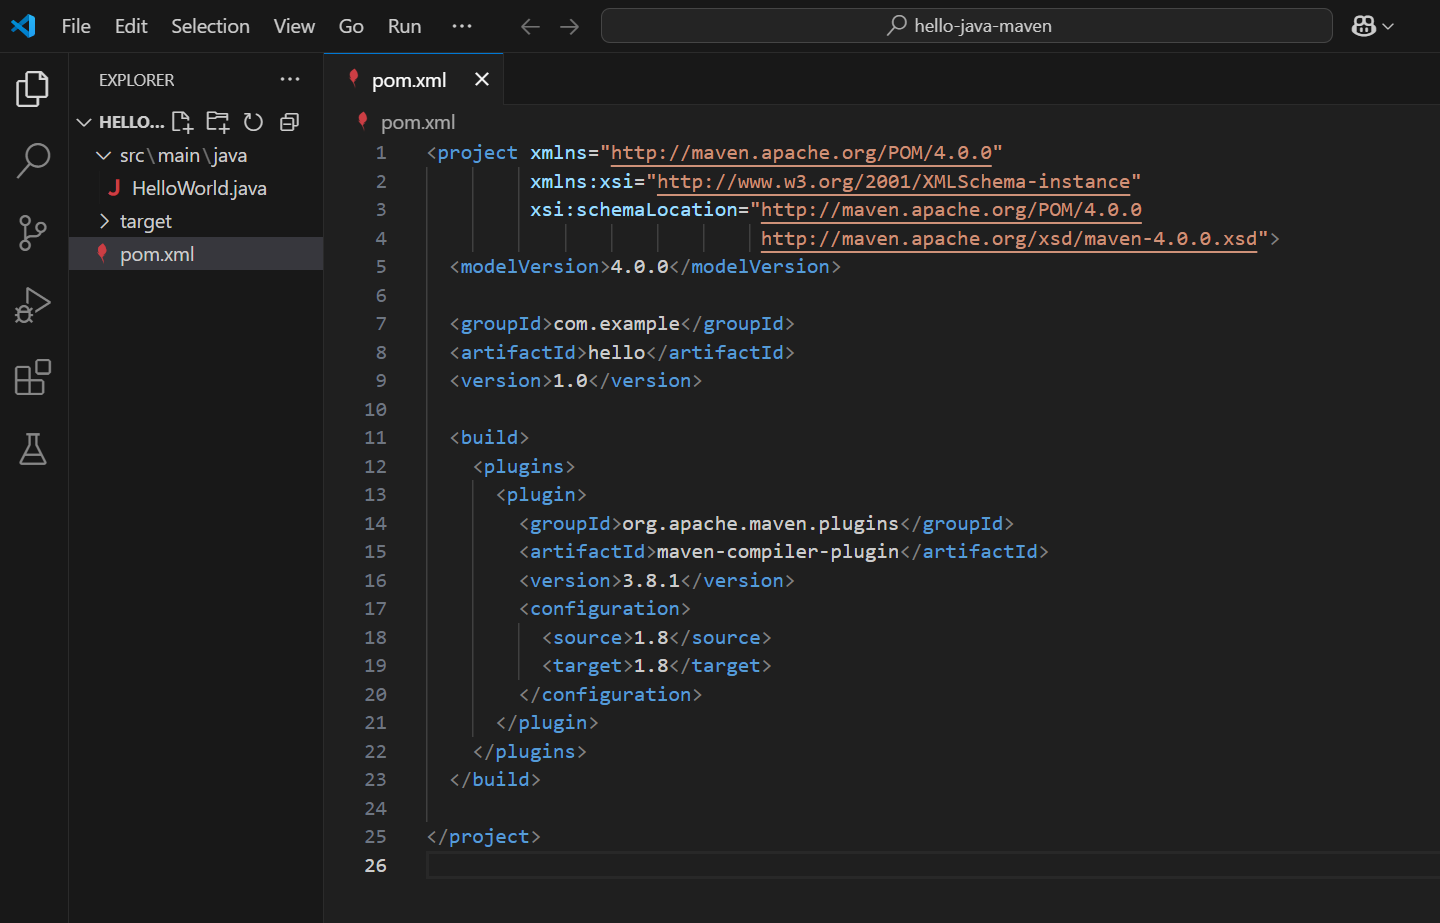 File Edit Selection View Go Run ···
hello-java-maven
EXPLORER ···
HELLO...
src\main\java
J HelloWorld.java
target
pom.xml
pom.xml
pom.xml
1 <project xmlns="http://maven.apache.org/POM/4.0.0"
2 xmlns:xsi="http://www.w3.org/2001/XMLSchema-instance"
3 xsi:schemaLocation="http://maven.apache.org/POM/4.0.0
4 http://maven.apache.org/xsd/maven-4.0.0.xsd">
5 <modelVersion>4.0.0</modelVersion>
6
7 <groupId>com.example</groupId>
8 <artifactId>hello</artifactId>
9 <version>1.0</version>
10
11 <build>
12 <plugins>
13 <plugin>
14 <groupId>org.apache.maven.plugins</groupId>
15 <artifactId>maven-compiler-plugin</artifactId>
16 <version>3.8.1</version>
17 <configuration>
18 <source>1.8</source>
19 <target>1.8</target>
20 </configuration>
21 </plugin>
22 </plugins>
23 </build>
24
25 </project>
26